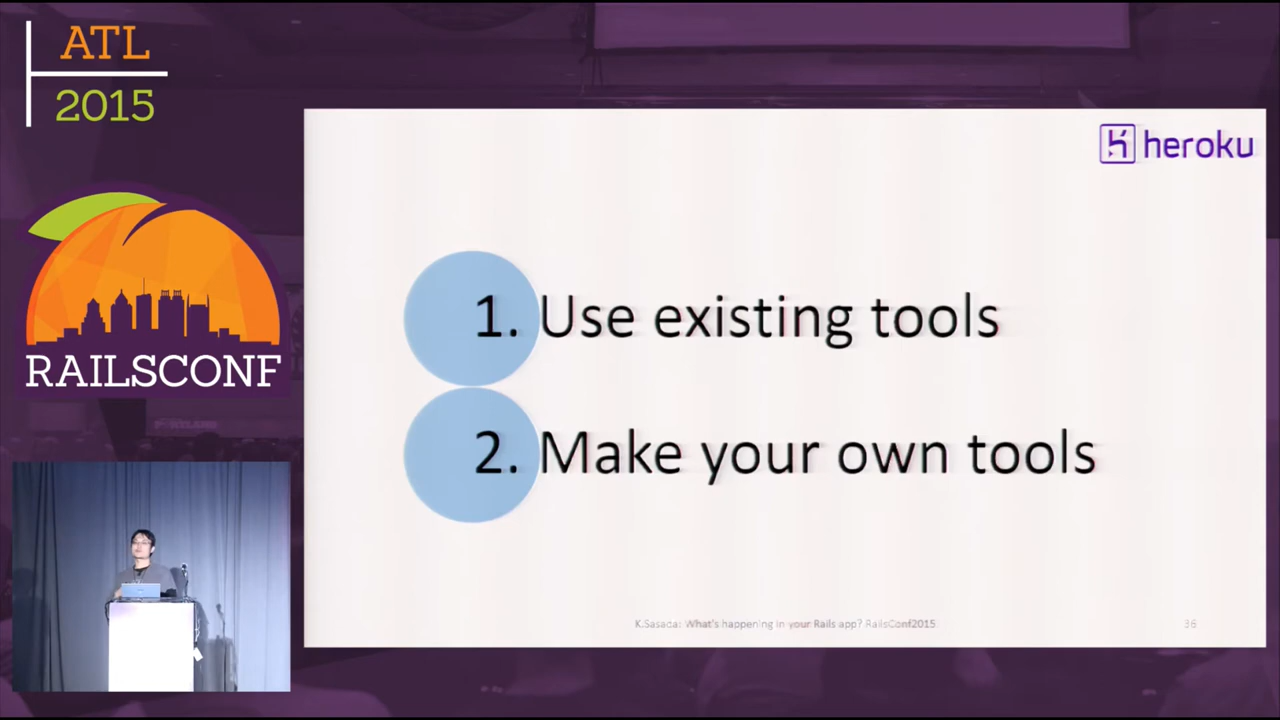 ATL
2015
RAILSCONF
heroku
1. Use existing tools
2. Make your own tools
K.Sasada: What's happening in your Rails app? RailsConf2015
36